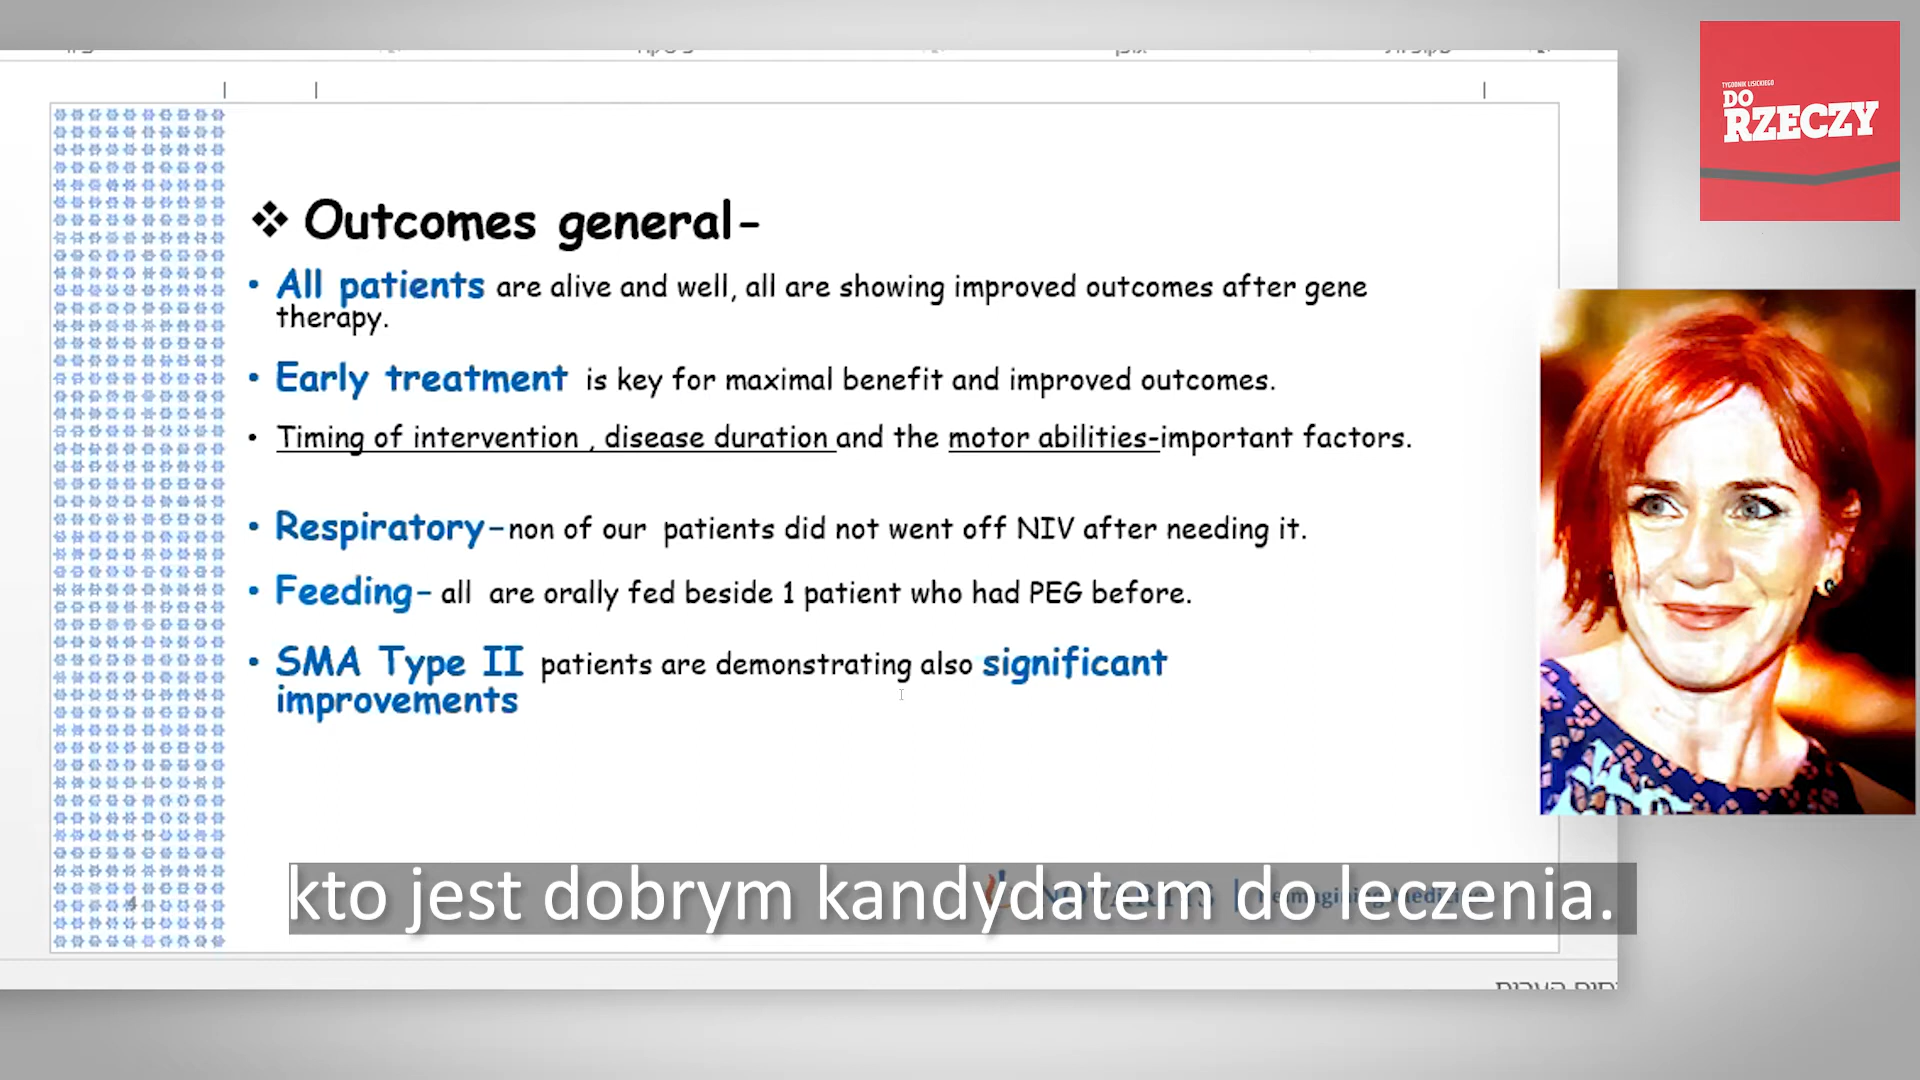 TYGODNIK LISICKIEGO
DO
RZECZY
❖ Outcomes general-
• All patients are alive and well, all are showing improved outcomes after gene
therapy.
• Early treatment is key for maximal benefit and improved outcomes.
• Timing of intervention , disease duration and the motor abilities-important factors.
• Respiratory-non of our patients did not went off NIV after needing it.
• Feeding- all are orally fed beside 1 patient who had PEG before.
• SMA Type II patients are demonstrating also significant
improvements
4
kto jest dobrym kandydatem do leczenia.